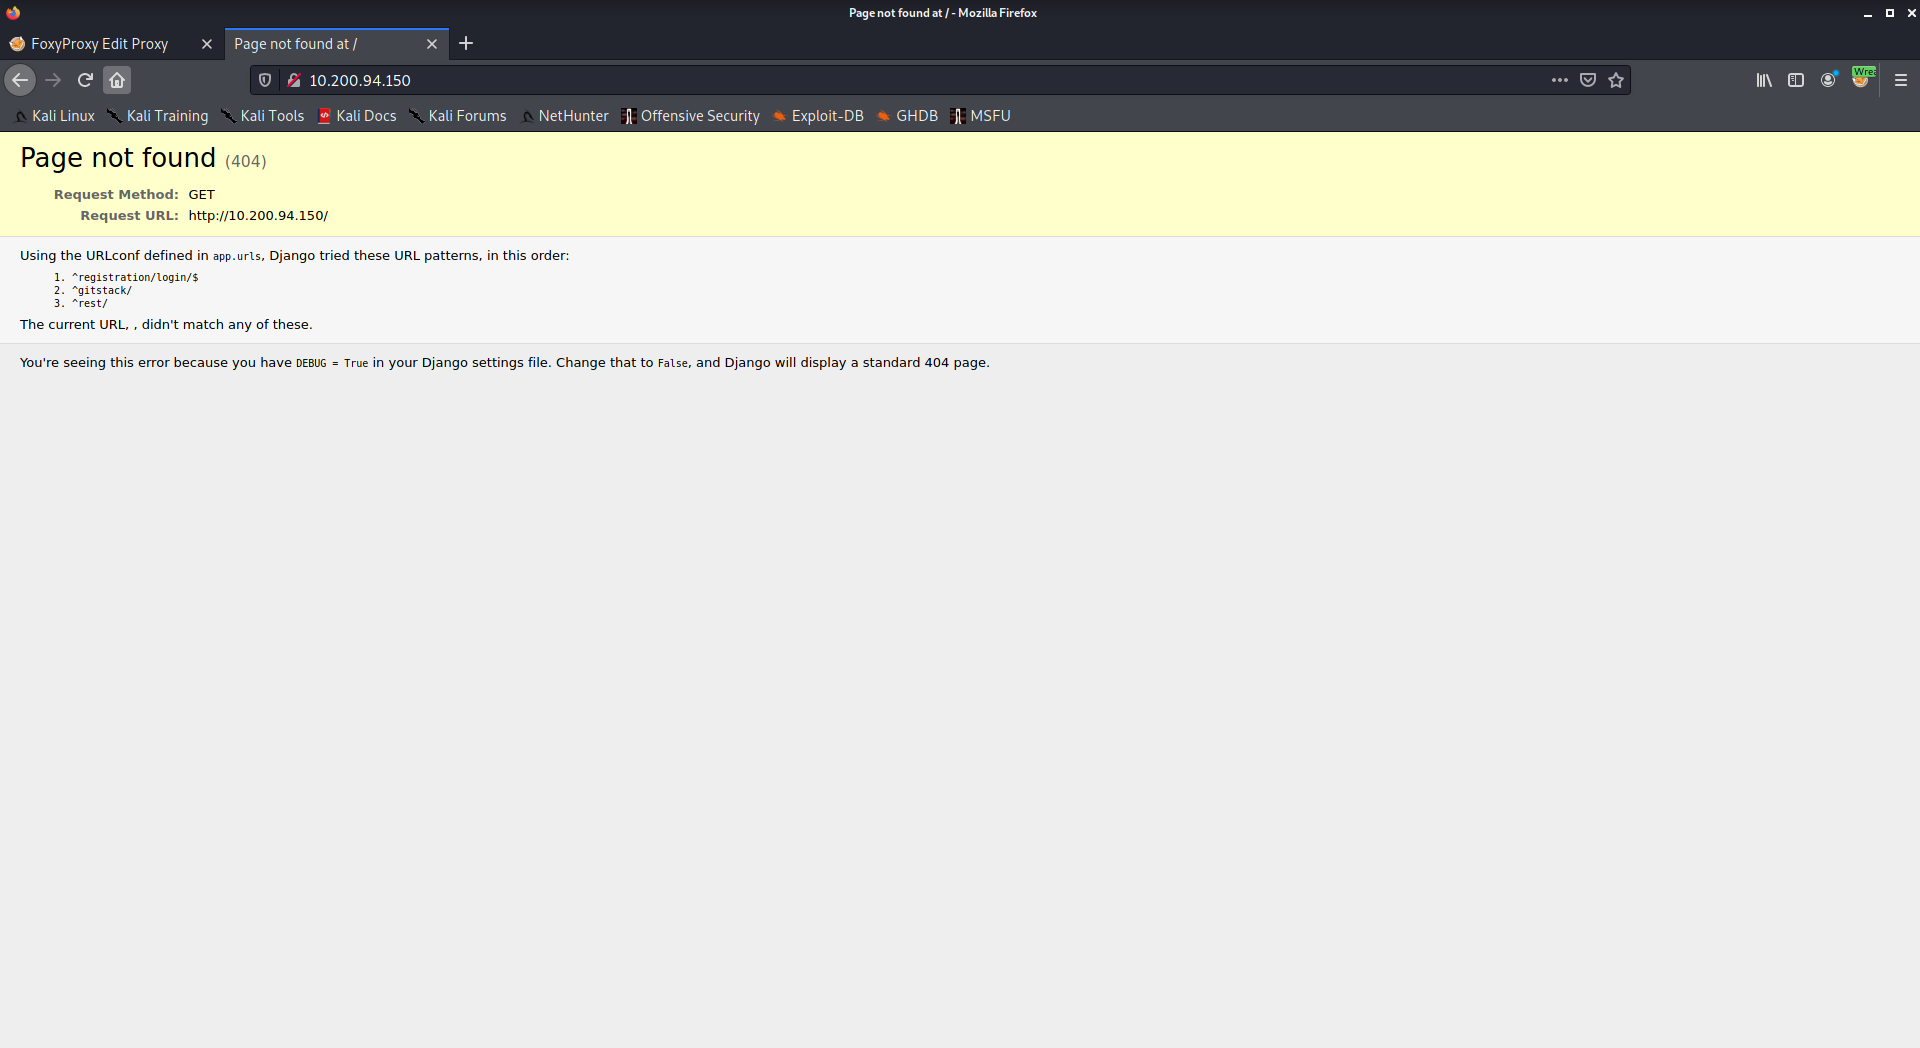 Page not found at / - Mozilla Firefox
FoxyProxy Edit Proxy
Page not found at /
10.200.94.150
Kali Linux Kali Training Kali Tools Kali Docs Kali Forums NetHunter Offensive Security Exploit-DB GHDB MSFU
Page not found (404)
Request Method: GET
Request URL: http://10.200.94.150/
Using the URLconf defined in app.urls, Django tried these URL patterns, in this order:
1. ^registration/login/$
2. ^gitstack/
3. ^rest/
The current URL, , didn't match any of these.
You're seeing this error because you have DEBUG = True in your Django settings file. Change that to False, and Django will display a standard 404 page.